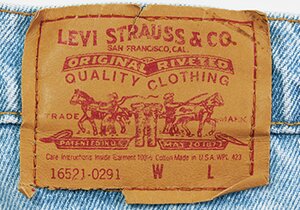 LEVI STRAUSS & CO.
SAN FRANCISCO, CAL.
ORIGINAL RIVETED
QUALITY CLOTHING
TRADE MARK
PATENTED IN U.S. MAY 20 1873
Care Instructions Inside Garment 100% Cotton Made in U.S.A. WPL 423
16521-0291 W L